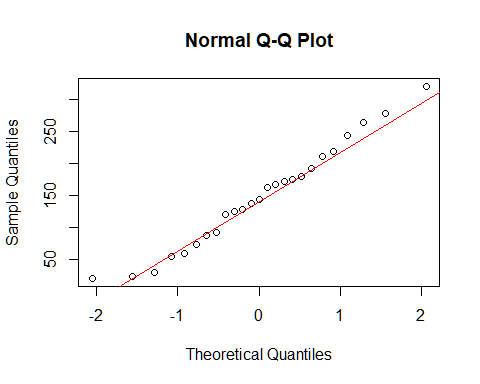 Normal Q-Q Plot
Sample Quantiles
250
150
50
-2 -1 0 1 2
Theoretical Quantiles